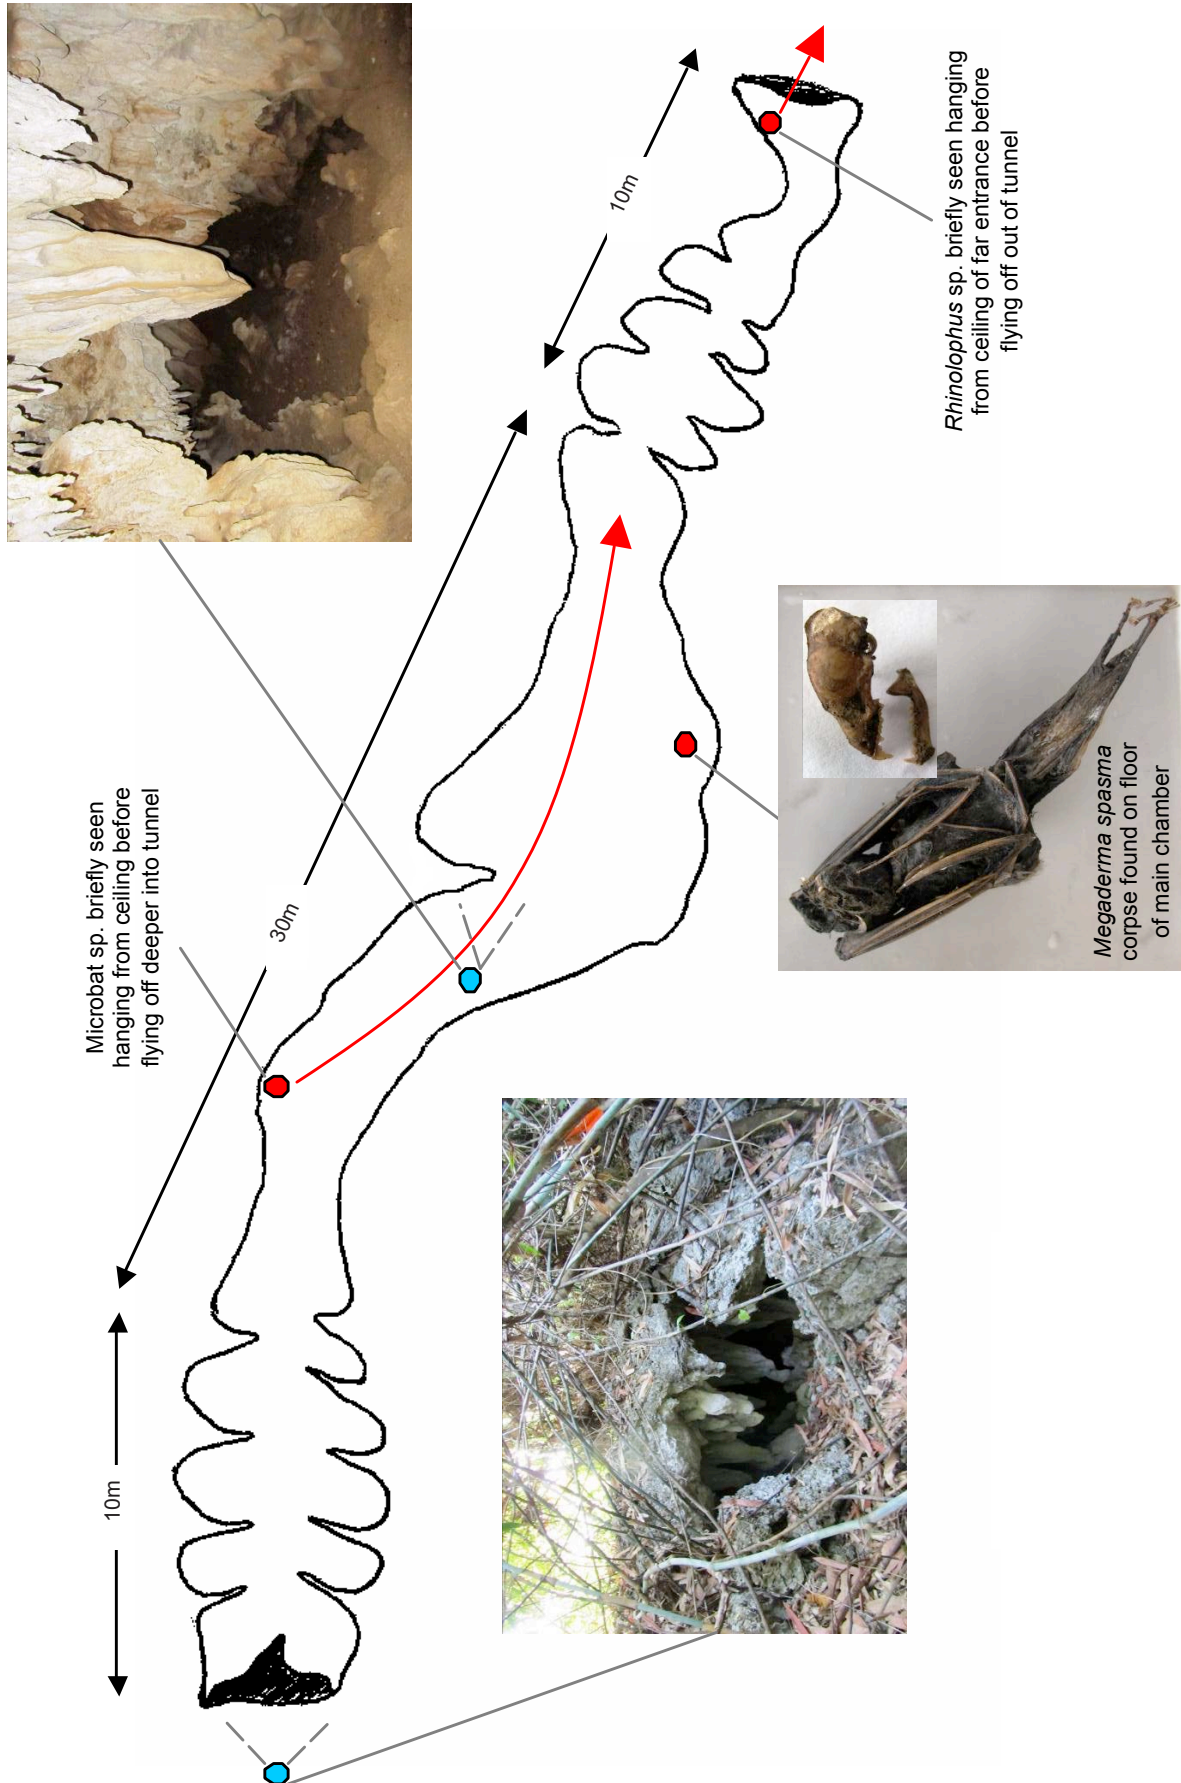 Microbat sp. briefly seen
hanging from ceiling before
flying off deeper into tunnel
10m
30m
10m
Rhinolophus sp. briefly seen hanging
from ceiling of far entrance before
flying off out of tunnel
Megaderma spasma
corpse found on floor
of main chamber